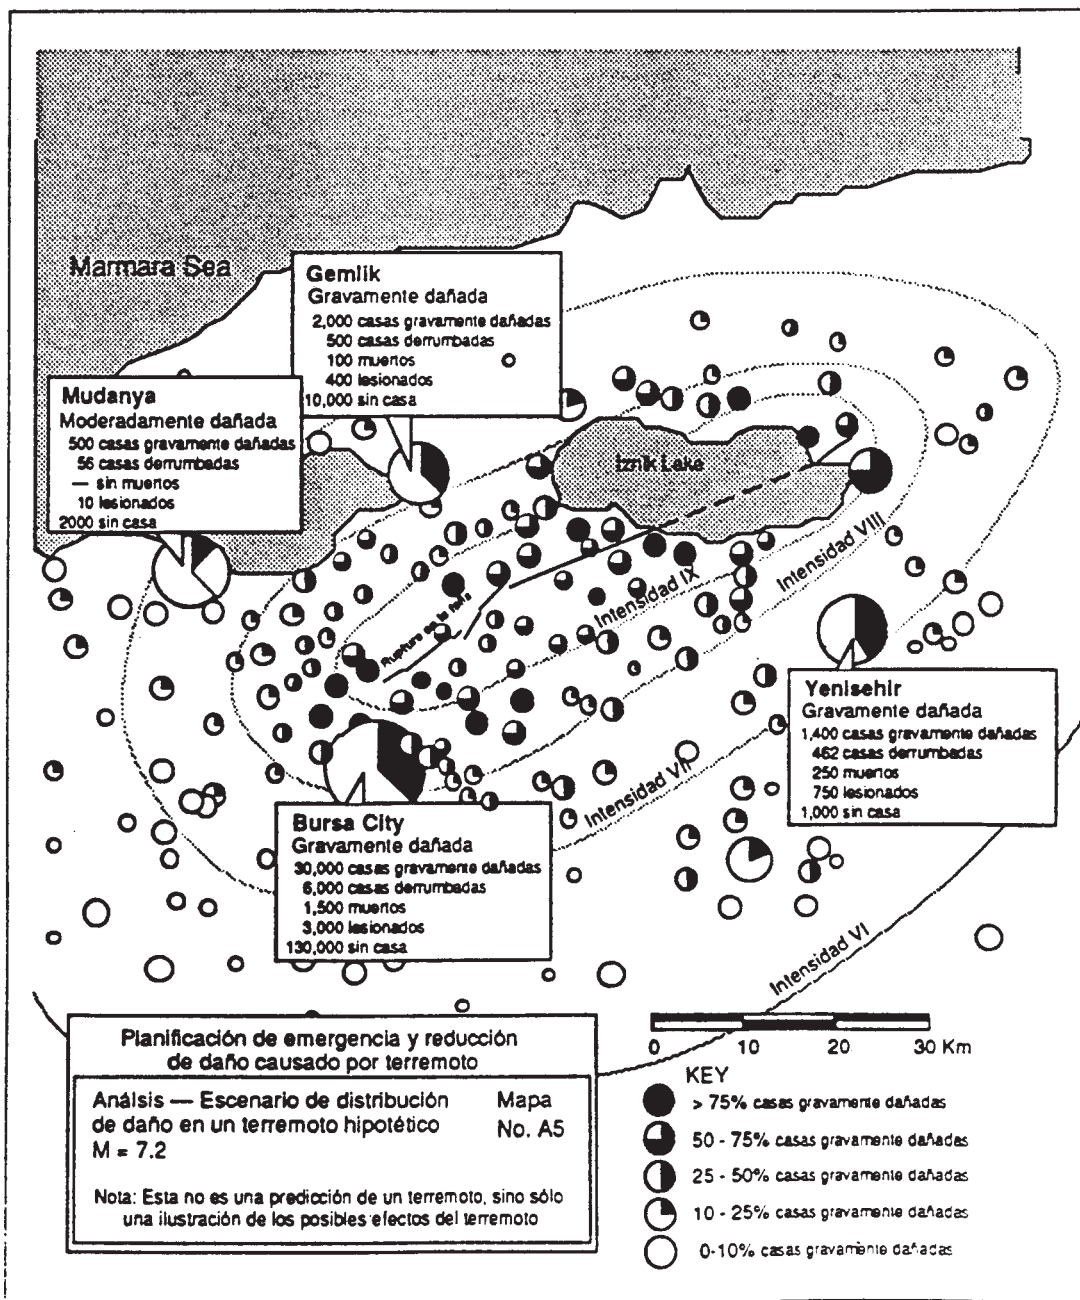 Marmara Sea
Gemlik
Gravamente dañada
2,000 casas gravamente dañadas
500 casas derrumbadas
100 muertos
400 lesionados
10,000 sin casa
Mudanya
Moderadamente dañada
500 casas gravamente dañadas
56 casas derrumbadas
— sin muertos
10 lesionados
2000 sin casa
Iznik Lake
Intensidad VIII
Intensidad IX
Ruptura de la falla
Yenisehir
Gravamente dañada
1,400 casas gravamente dañadas
462 casas derrumbadas
250 muertos
750 lesionados
1,000 sin casa
Intensidad VII
Bursa City
Gravamente dañada
30,000 casas gravamente dañadas
6,000 casas derrumbadas
1,500 muertos
3,000 lesionados
130,000 sin casa
Intensidad VI
Planificación de emergencia y reducción
de daño causado por terremoto
Análsis — Escenario de distribución
de daño en un terremoto hipotético
M = 7.2
Mapa
No. A5
Nota: Esta no es una predicción de un terremoto, sino sólo
una ilustración de los posibles efectos del terremoto
0 10 20 30 Km
KEY
> 75% casas gravamente dañadas
50 - 75% casas gravamente dañadas
25 - 50% casas gravamente dañadas
10 - 25% casas gravamente dañadas
0-10% casas gravamente dañadas